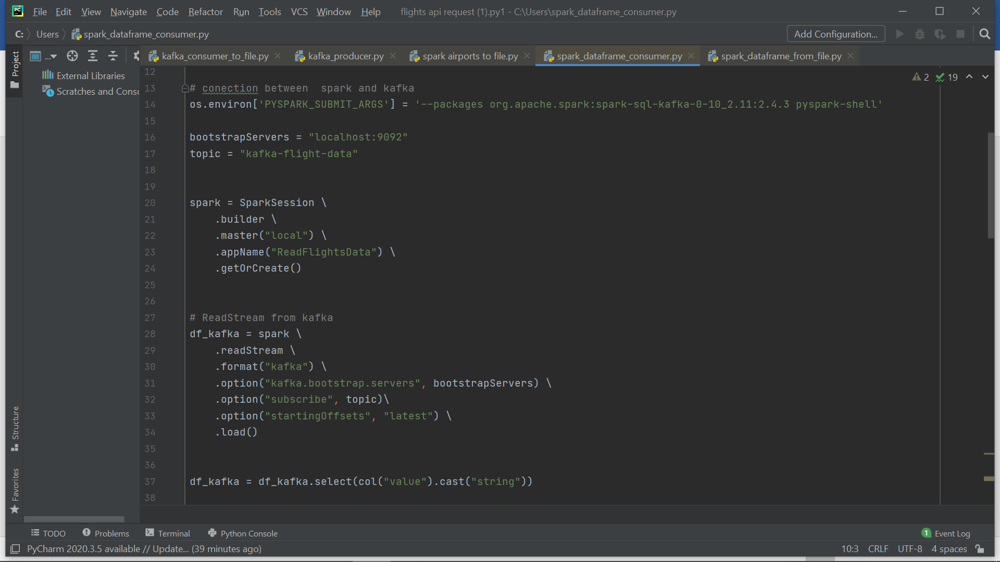 PC File Edit View Navigate Code Refactor Run Tools VCS Window Help flights api request (1).py1 - C:\Users\spark_dataframe_consumer.py
C: Users spark_dataframe_consumer.py Add Configuration...
Project ... kafka_consumer_to_file.py kafka_producer.py spark airports to file.py spark_dataframe_consumer.py spark_dataframe_from_file.py
External Libraries
Scratches and Conso
2 19
12
13 # conection between  spark and kafka
14 os.environ['PYSPARK_SUBMIT_ARGS'] = '--packages org.apache.spark:spark-sql-kafka-0-10_2.11:2.4.3 pyspark-shell'
15
16 bootstrapServers = "localhost:9092"
17 topic = "kafka-flight-data"
18
19
20 spark = SparkSession \
21     .builder \
22     .master("local") \
23     .appName("ReadFlightsData") \
24     .getOrCreate()
25
26
27 # ReadStream from kafka
28 df_kafka = spark \
29     .readStream \
30     .format("kafka") \
31     .option("kafka.bootstrap.servers", bootstrapServers) \
32     .option("subscribe", topic)\
33     .option("startingOffsets", "latest") \
34     .load()
35
36
37 df_kafka = df_kafka.select(col("value").cast("string"))
38
Structure
Favorites
TODO Problems Terminal Python Console 1 Event Log
PyCharm 2020.3.5 available // Update... (39 minutes ago) 10:3 CRLF UTF-8 4 spaces